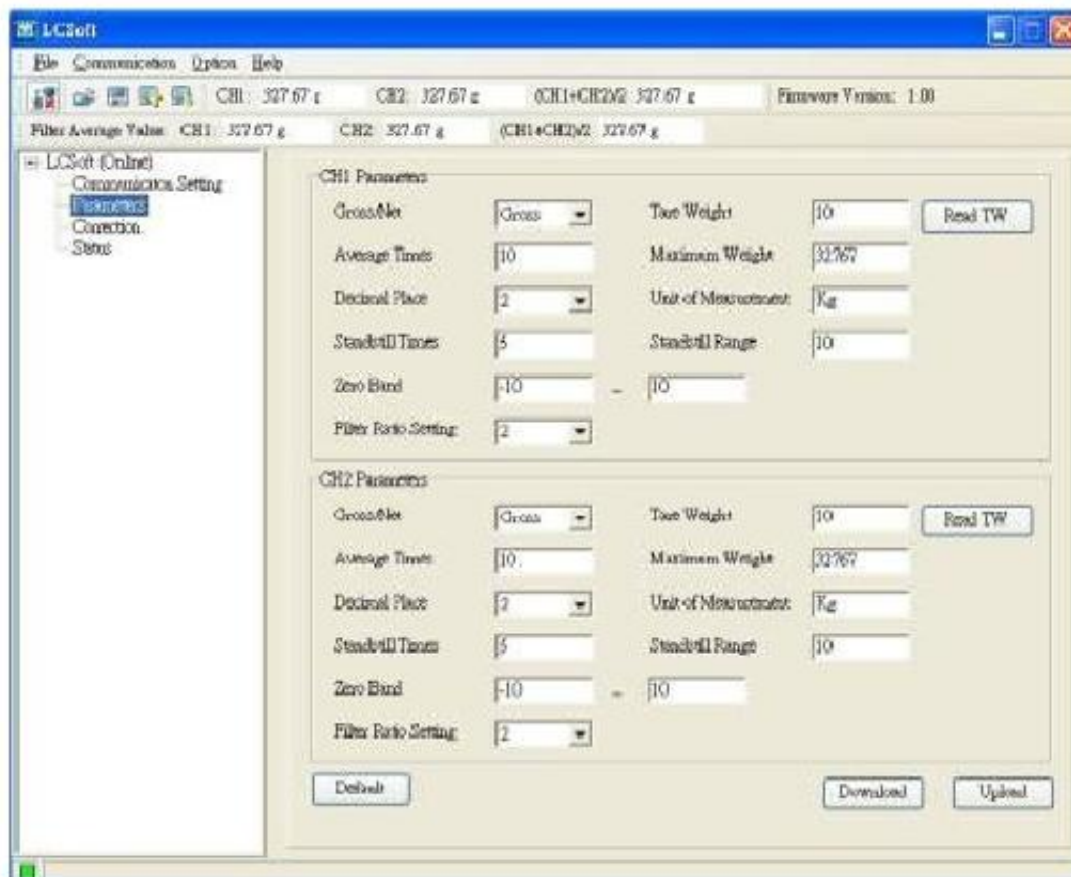 LCSoft
File Communication Option Help
CH1: 327.67 g CH2: 327.67 g (CH1+CH2)/2 327.67 g Firmware Version: 1.00
Filter Average Value: CH1: 327.67 g CH2: 327.67 g (CH1+CH2)/2 327.67 g
LCSoft (Online)
Communication Setting
Parameters
Correction
Status
CH1 Parameters
Gross/Net Gross Tare Weight 10 Read TW
Average Times 10 Maximum Weight 32767
Decimal Place 2 Unit of Measurement Kg
Standstill Times 5 Standstill Range 10
Zero Band -10 ~ 10
Filter Ratio Setting 2
CH2 Parameters
Gross/Net Gross Tare Weight 10 Read TW
Average Times 10 Maximum Weight 32767
Decimal Place 2 Unit of Measurement Kg
Standstill Times 5 Standstill Range 10
Zero Band -10 ~ 10
Filter Ratio Setting 2
Default Download Upload